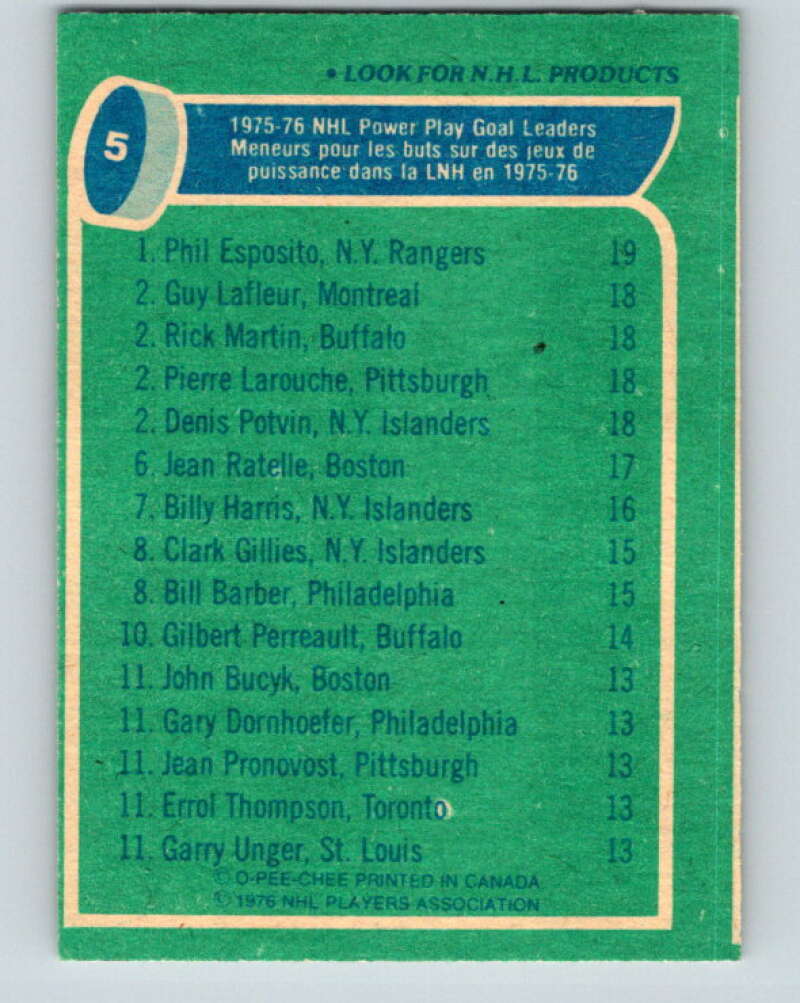 • LOOK FOR N.H.L. PRODUCTS
5
1975-76 NHL Power Play Goal Leaders
Meneurs pour les buts sur des jeux de
puissance dans la LNH en 1975-76
1. Phil Esposito, N.Y. Rangers 19
2. Guy Lafleur, Montreal 18
2. Rick Martin, Buffalo 18
2. Pierre Larouche, Pittsburgh 18
2. Denis Potvin, N.Y. Islanders 18
6. Jean Ratelle, Boston 17
7. Billy Harris, N.Y. Islanders 16
8. Clark Gillies, N.Y. Islanders 15
8. Bill Barber, Philadelphia 15
10. Gilbert Perreault, Buffalo 14
11. John Bucyk, Boston 13
11. Gary Dornhoefer, Philadelphia 13
11. Jean Pronovost, Pittsburgh 13
11. Errol Thompson, Toronto 13
11. Garry Unger, St. Louis 13
© O-PEE-CHEE PRINTED IN CANADA
© 1976 NHL PLAYERS ASSOCIATION